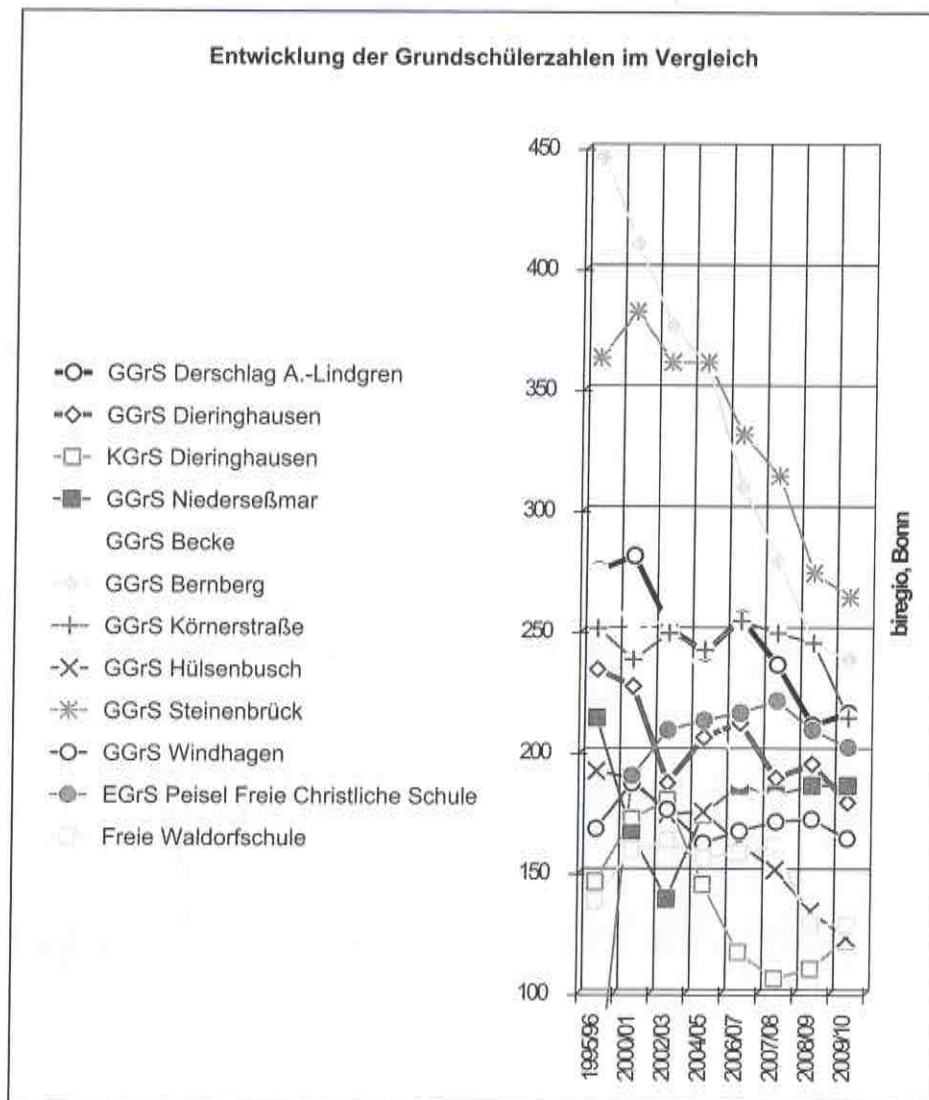 Entwicklung der Grundschülerzahlen im Vergleich
450
400
350
300
250
200
150
100
GGrS Derschlag A.-Lindgren
GGrS Dieringhausen
KGrS Dieringhausen
GGrS Niederseßmar
GGrS Becke
GGrS Bernberg
GGrS Körnerstraße
GGrS Hülsenbusch
GGrS Steinenbrück
GGrS Windhagen
EGrS Peisel Freie Christliche Schule
Freie Waldorfschule
biregio, Bonn
1995/96
2000/01
2002/03
2004/05
2006/07
2007/08
2008/09
2009/10